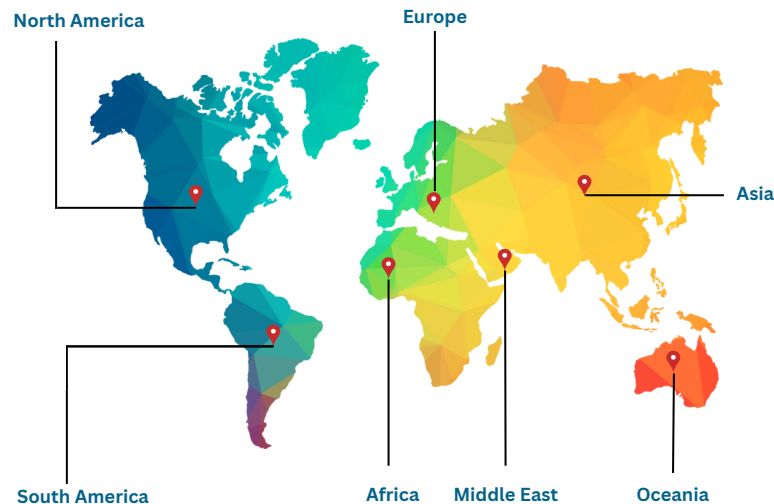 North America
Europe
Asia
South America
Africa
Middle East
Oceania